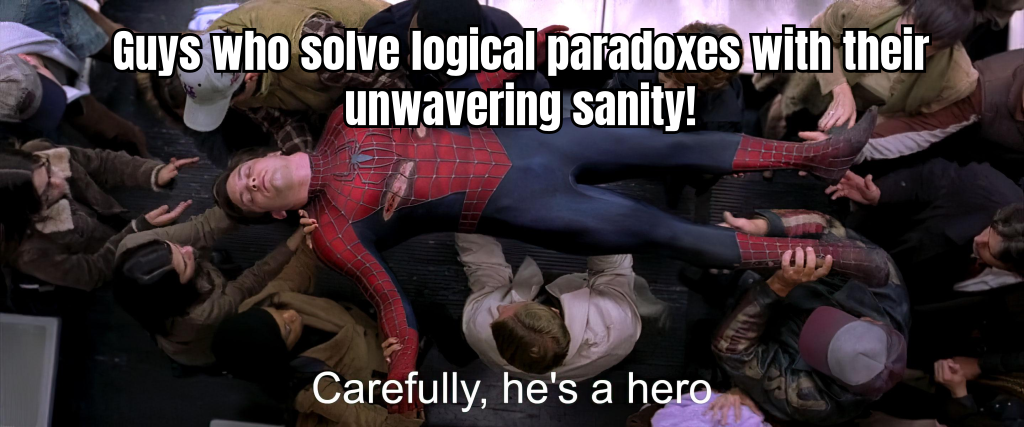 Guys who solve logical paradoxes with their
unwavering sanity!
Carefully, he's a hero